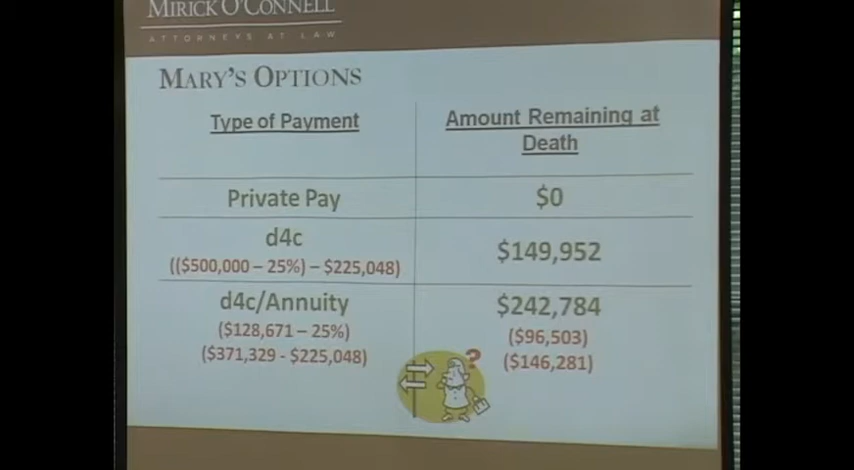 MIRICK O'CONNELL
ATTORNEYS AT LAW
MARY'S OPTIONS
Type of Payment
Amount Remaining at
Death
Private Pay
$0
d4c
(($500,000 – 25%) – $225,048)
$149,952
d4c/Annuity
($128,671 – 25%)
($371,329 - $225,048)
$242,784
($96,503)
($146,281)
?